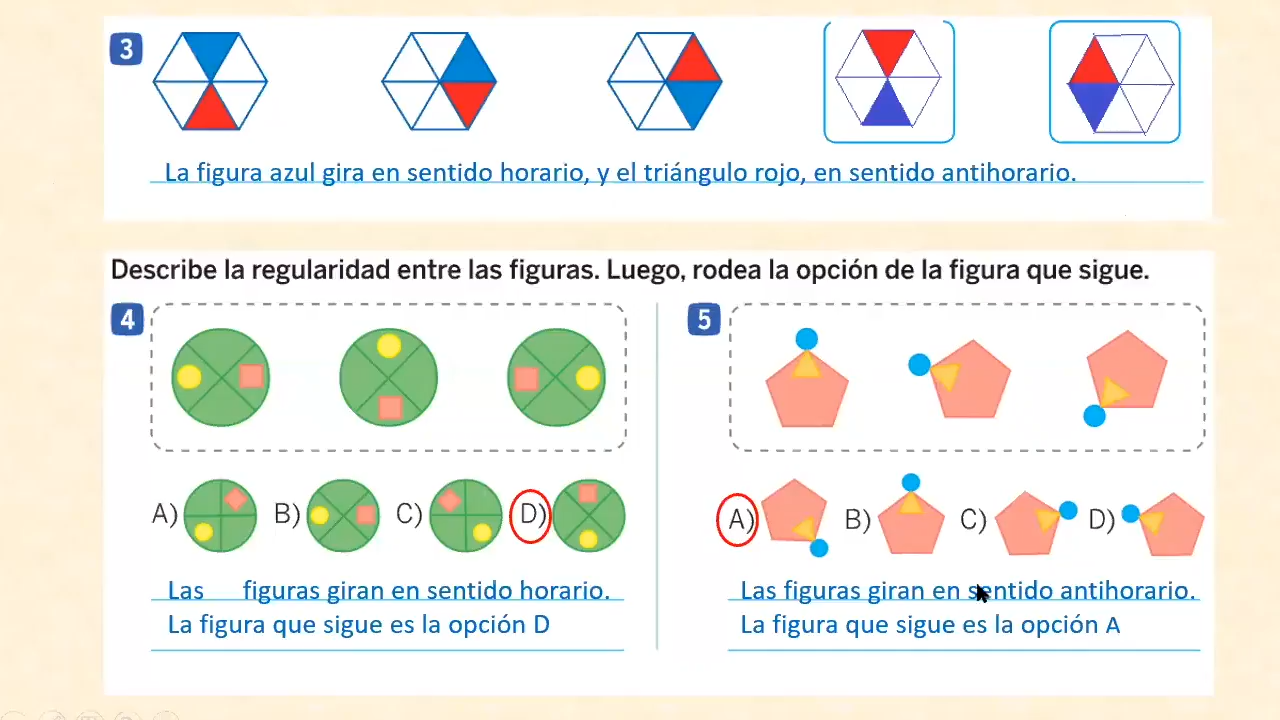 3
La figura azul gira en sentido horario, y el triángulo rojo, en sentido antihorario.
Describe la regularidad entre las figuras. Luego, rodea la opción de la figura que sigue.
4
A) B) C) D)
Las figuras giran en sentido horario.
La figura que sigue es la opción D
5
A) B) C) D)
Las figuras giran en sentido antihorario.
La figura que sigue es la opción A